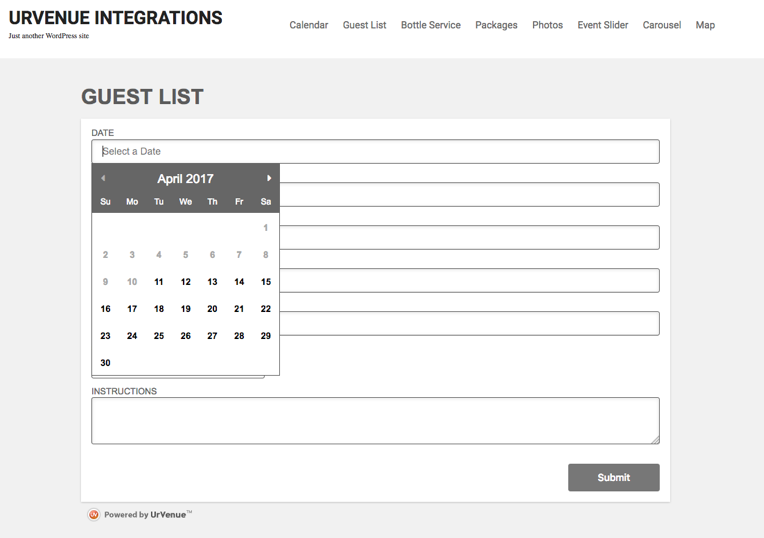 URVENUE INTEGRATIONS
Just another WordPress site
Calendar Guest List Bottle Service Packages Photos Event Slider Carousel Map
GUEST LIST
DATE
Select a Date
April 2017
Su Mo Tu We Th Fr Sa
1
2 3 4 5 6 7 8
9 10 11 12 13 14 15
16 17 18 19 20 21 22
23 24 25 26 27 28 29
30
INSTRUCTIONS
Submit
UV Powered by UrVenue™